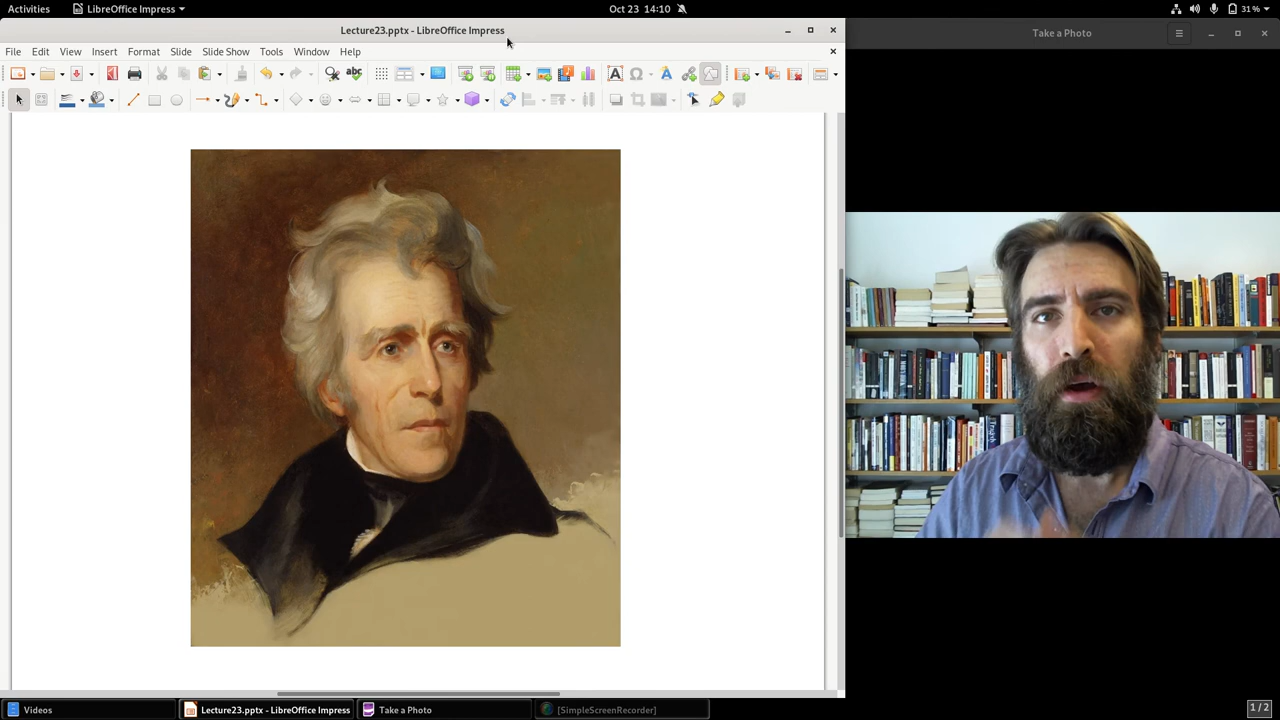 Activities
LibreOffice Impress
Oct 23 14:10
31%
Lecture23.pptx - LibreOffice Impress
Take a Photo
File Edit View Insert Format Slide Slide Show Tools Window Help
abc
Videos
Lecture23.pptx - LibreOffice Impress
Take a Photo
[SimpleScreenRecorder]
1 / 2